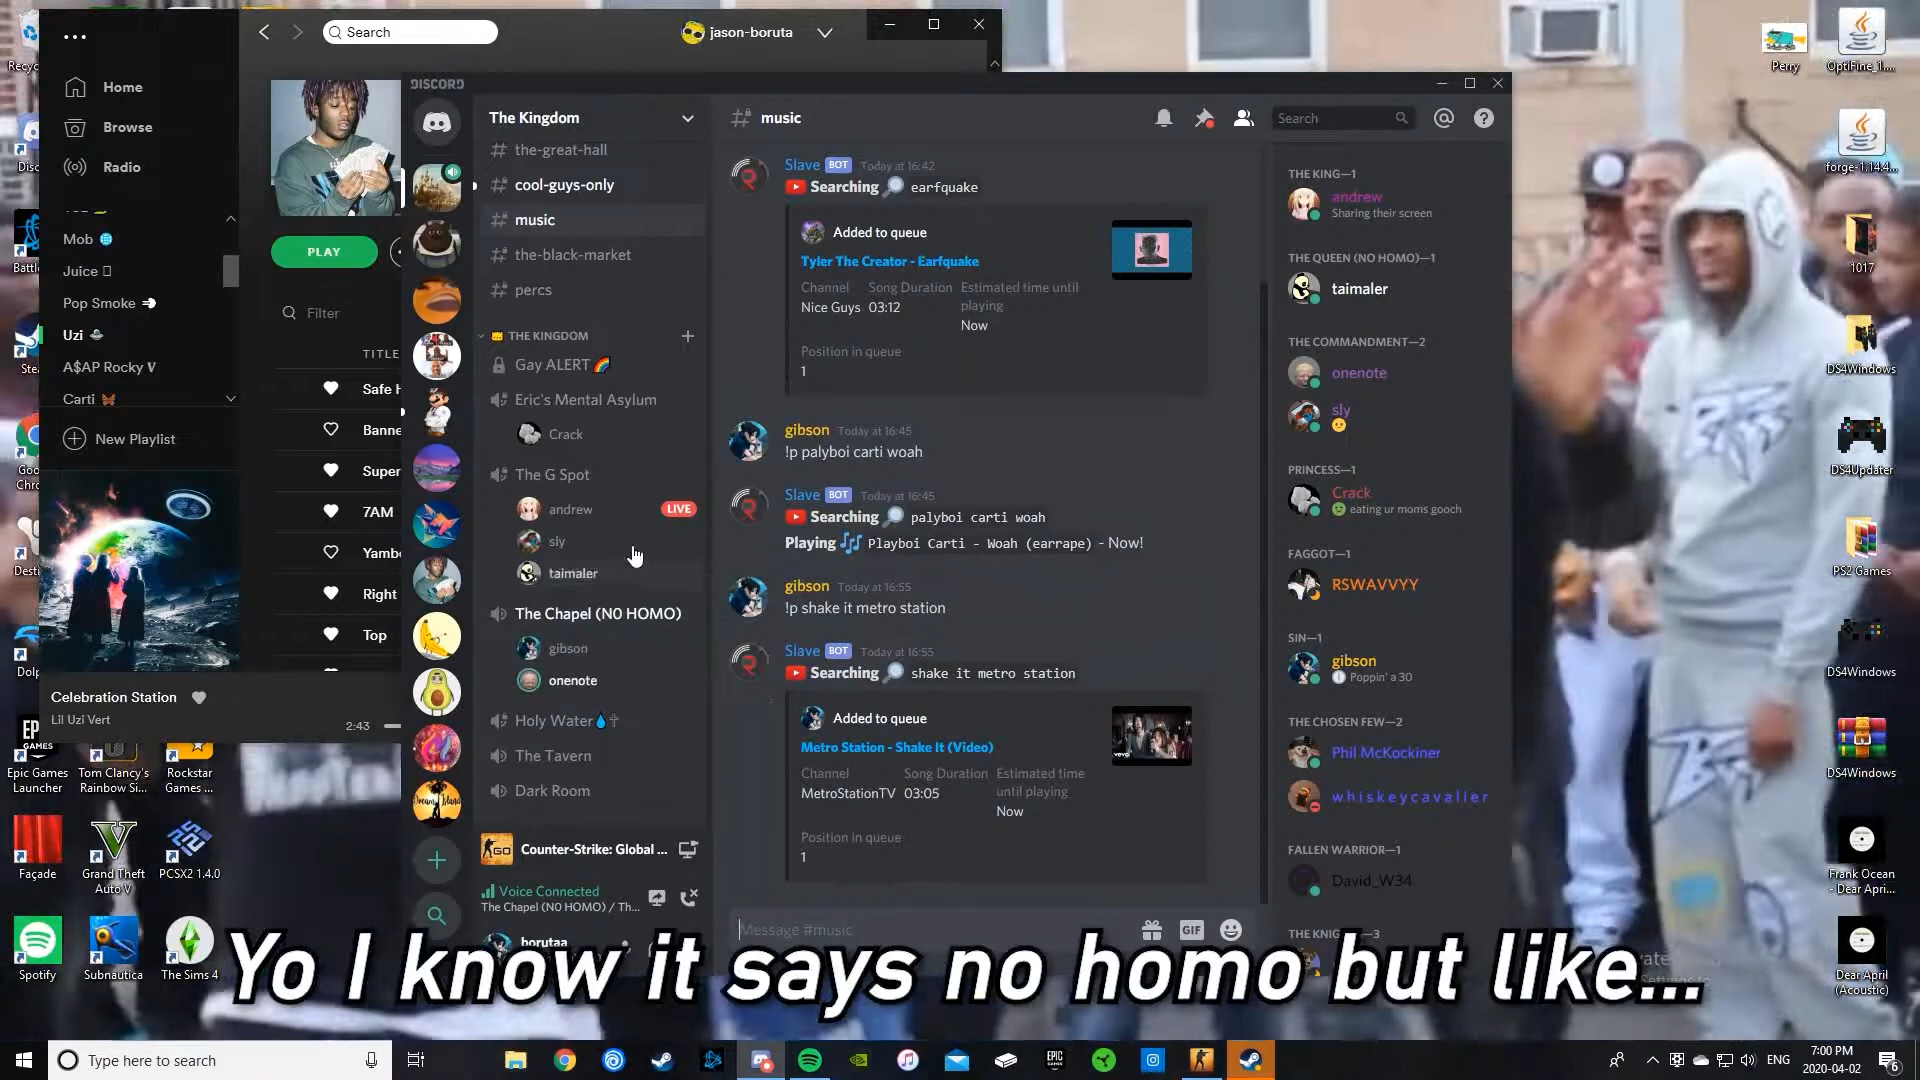 Search
jason-boruta
Home
Browse
Radio
Mob
Juice
Pop Smoke
Uzi
A$AP Rocky V
Carti
New Playlist
Celebration Station
Lil Uzi Vert
2:43
PLAY
Filter
TITLE
Safe
Banne
Super
7AM
Yamb
Right
Top
DISCORD
The Kingdom
the-great-hall
cool-guys-only
music
the-black-market
percs
THE KINGDOM
Gay ALERT
Eric's Mental Asylum
Crack
The G Spot
andrew
LIVE
sly
taimaler
The Chapel (N0 HOMO)
gibson
onenote
Holy Water
The Tavern
Dark Room
Counter-Strike: Global ...
Voice Connected
The Chapel (N0 HOMO) / Th...
borutaa
music
Search
Slave BOT Today at 16:42
Searching earfquake
Added to queue
Tyler The Creator - Earfquake
Channel Song Duration Estimated time until
playing
Nice Guys 03:12
Now
Position in queue
1
gibson Today at 16:45
!p palyboi carti woah
Slave BOT Today at 16:45
Searching palyboi carti woah
Playing Playboi Carti - Woah (earrape) - Now!
gibson Today at 16:55
!p shake it metro station
Slave BOT Today at 16:55
Searching shake it metro station
Added to queue
Metro Station - Shake It (Video)
Channel Song Duration Estimated time
until playing
MetroStationTV 03:05
Now
Position in queue
1
Message #music
GIF
THE KING—1
andrew
Sharing their screen
THE QUEEN (NO HOMO)—1
taimaler
THE COMMANDMENT—2
onenote
sly
PRINCESS—1
Crack
eating ur moms gooch
FAGGOT—1
RSWAVVYY
SIN—1
gibson
Poppin' a 30
THE CHOSEN FEW—2
Phil McKockiner
whiskeycavalier
FALLEN WARRIOR—1
David_W34
Perry
OptiFine_1....
forge-1.14.4...
1017
DS4Windows
DS4Updater
PS2 Games
DS4Windows
DS4Windows
Frank Ocean
- Dear Apri...
Dear April
(Acoustic)
EPIC
GAMES
Epic Games
Launcher
Tom Clancy's
Rainbow Si...
Rockstar
Games ...
Façade
Grand Theft
Auto V
PCSX2 1.4.0
Spotify
Subnautica
The Sims 4
Yo I know it says no homo but like...
Type here to search
ENG
7:00 PM
2020-04-02
6